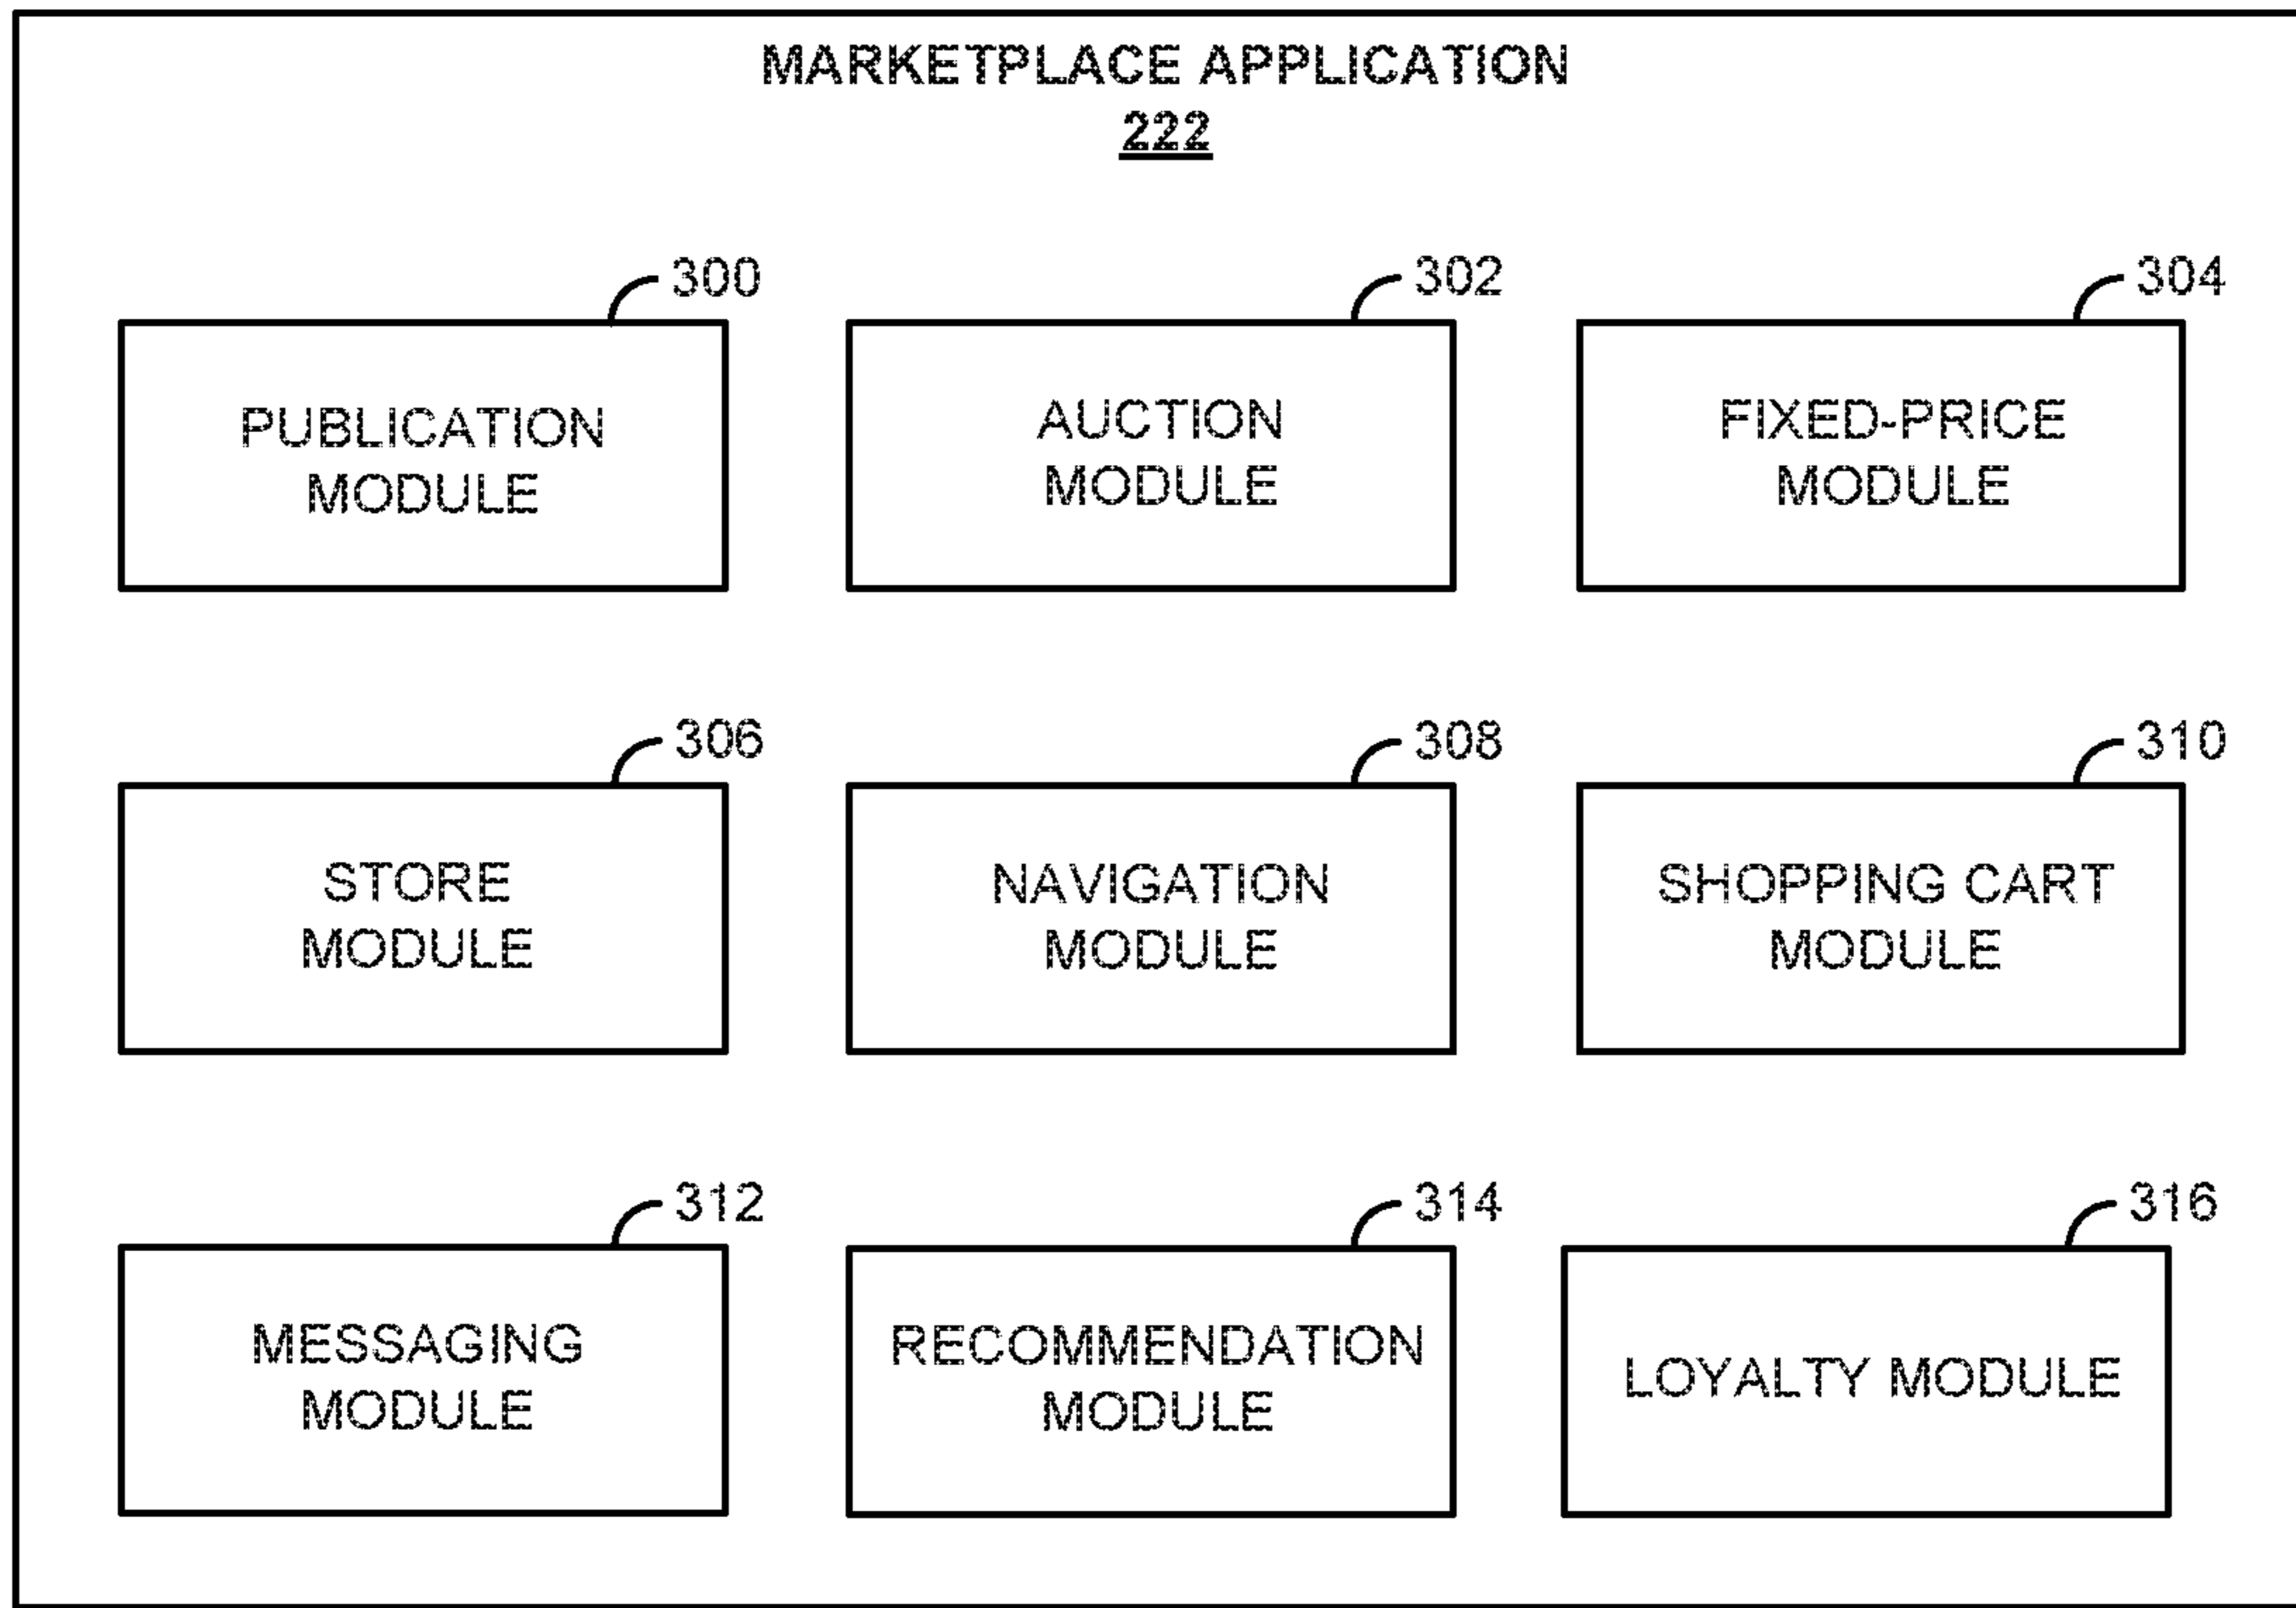 MARKETPLACE APPLICATION
222
300
PUBLICATION
MODULE
302
AUCTION
MODULE
304
FIXED-PRICE
MODULE
306
STORE
MODULE
308
NAVIGATION
MODULE
310
SHOPPING CART
MODULE
312
MESSAGING
MODULE
314
RECOMMENDATION
MODULE
316
LOYALTY MODULE